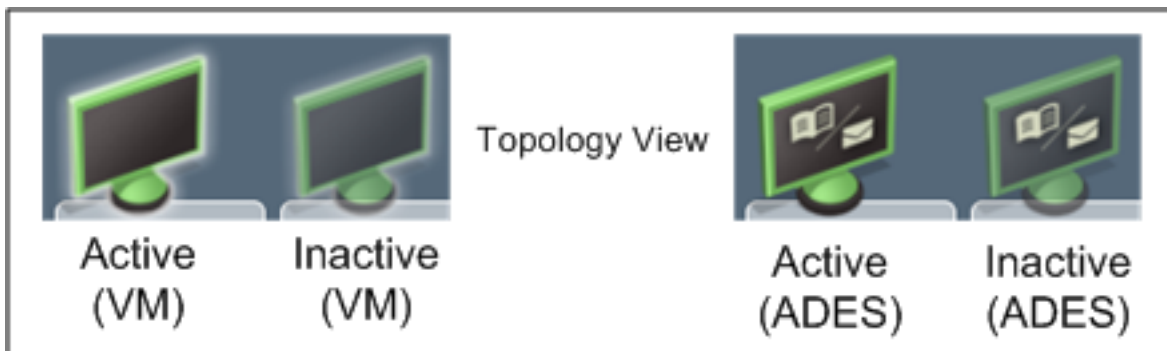 Topology View
Active
(VM)
Inactive
(VM)
Active
(ADES)
Inactive
(ADES)